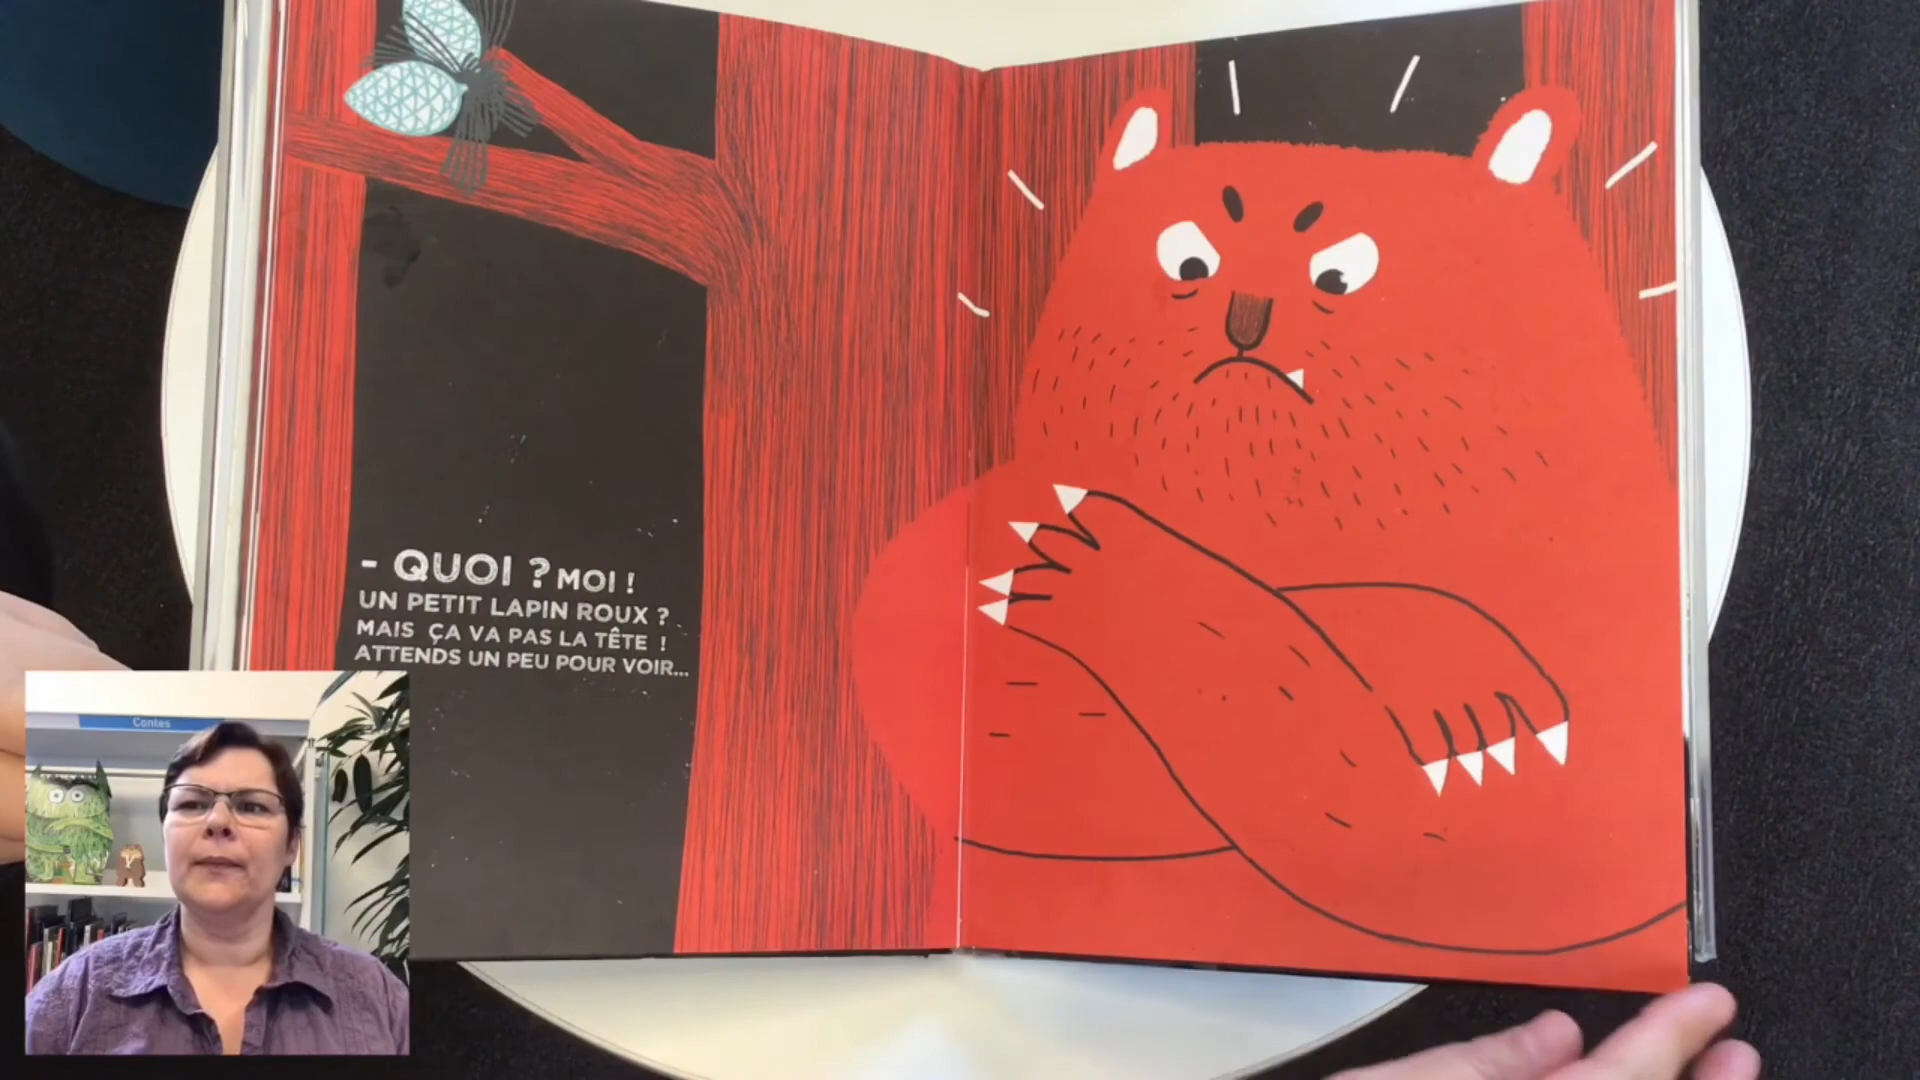 - QUOI ? MOI !
UN PETIT LAPIN ROUX ?
MAIS ÇA VA PAS LA TÊTE !
ATTENDS UN PEU POUR VOIR...
Contes